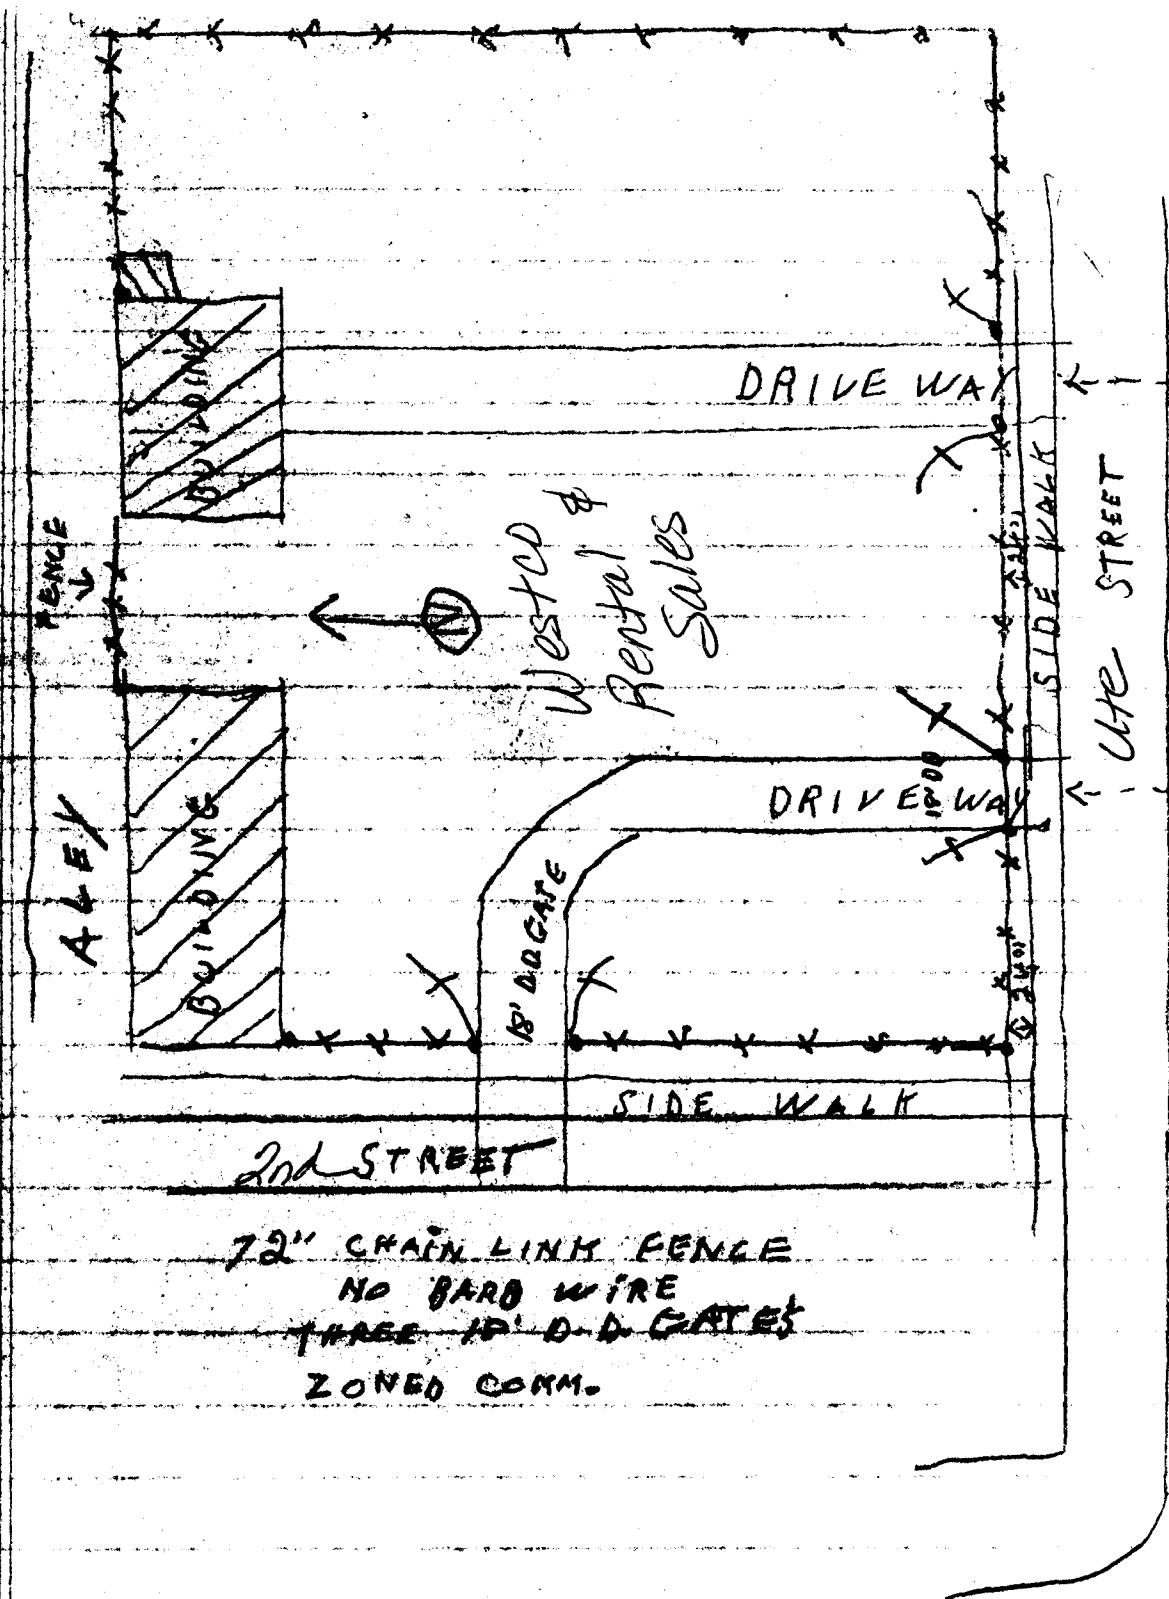 BUILDING
DRIVE WAY
FENCE
Westco
Rental &
Sales
N
SIDE WALK
Ute STREET
ALLEY
BUILDING
DRIVE WAY
18' D.D GATE
SIDE WALK
2nd STREET
72" CHAIN LINK FENCE
NO BARB WIRE
THREE 18' D.D. GATES
ZONED COMM.